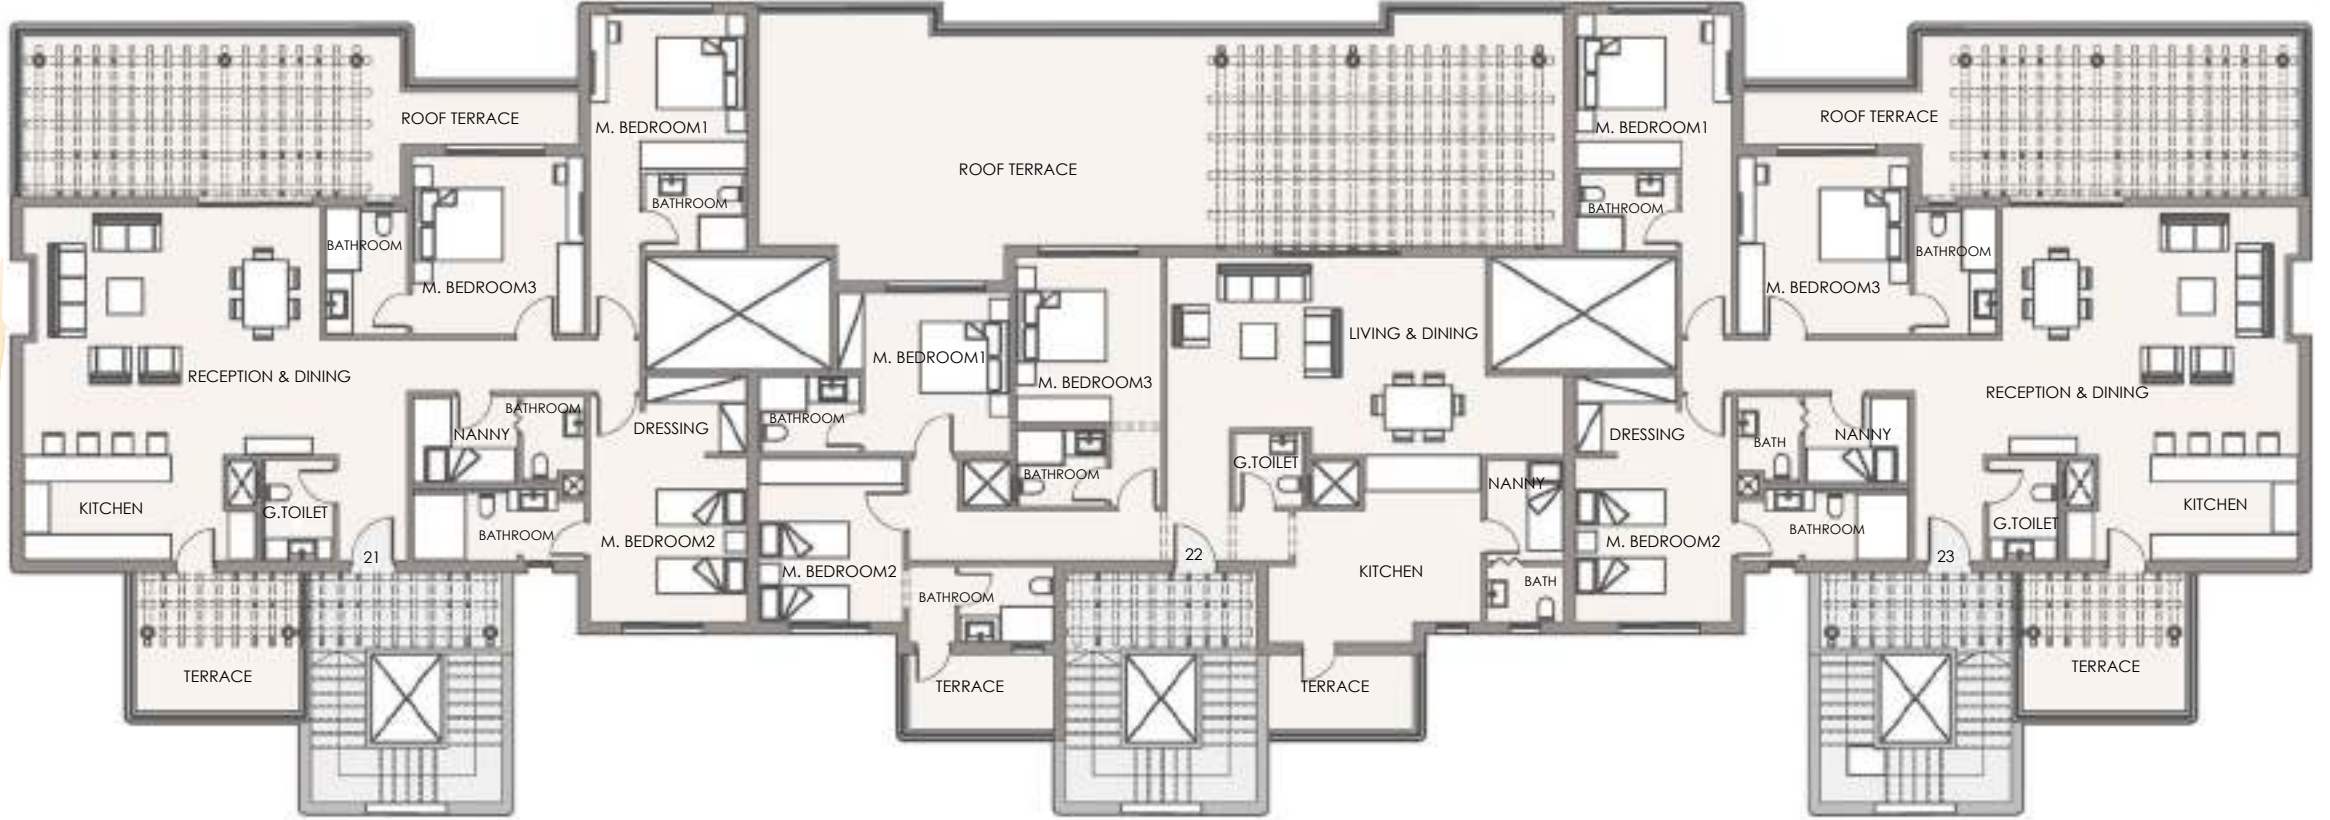 ROOF TERRACE
M. BEDROOM1
BATHROOM
BATHROOM
M. BEDROOM3
RECEPTION & DINING
NANNY
BATHROOM
DRESSING
KITCHEN
G.TOILET
21
BATHROOM
M. BEDROOM2
TERRACE
ROOF TERRACE
M. BEDROOM1
BATHROOM
M. BEDROOM3
LIVING & DINING
BATHROOM
G.TOILET
NANNY
M. BEDROOM2
BATHROOM
22
KITCHEN
BATH
TERRACE
TERRACE
M. BEDROOM1
ROOF TERRACE
BATHROOM
M. BEDROOM3
BATHROOM
RECEPTION & DINING
DRESSING
BATH
NANNY
M. BEDROOM2
BATHROOM
23
G.TOILET
KITCHEN
TERRACE